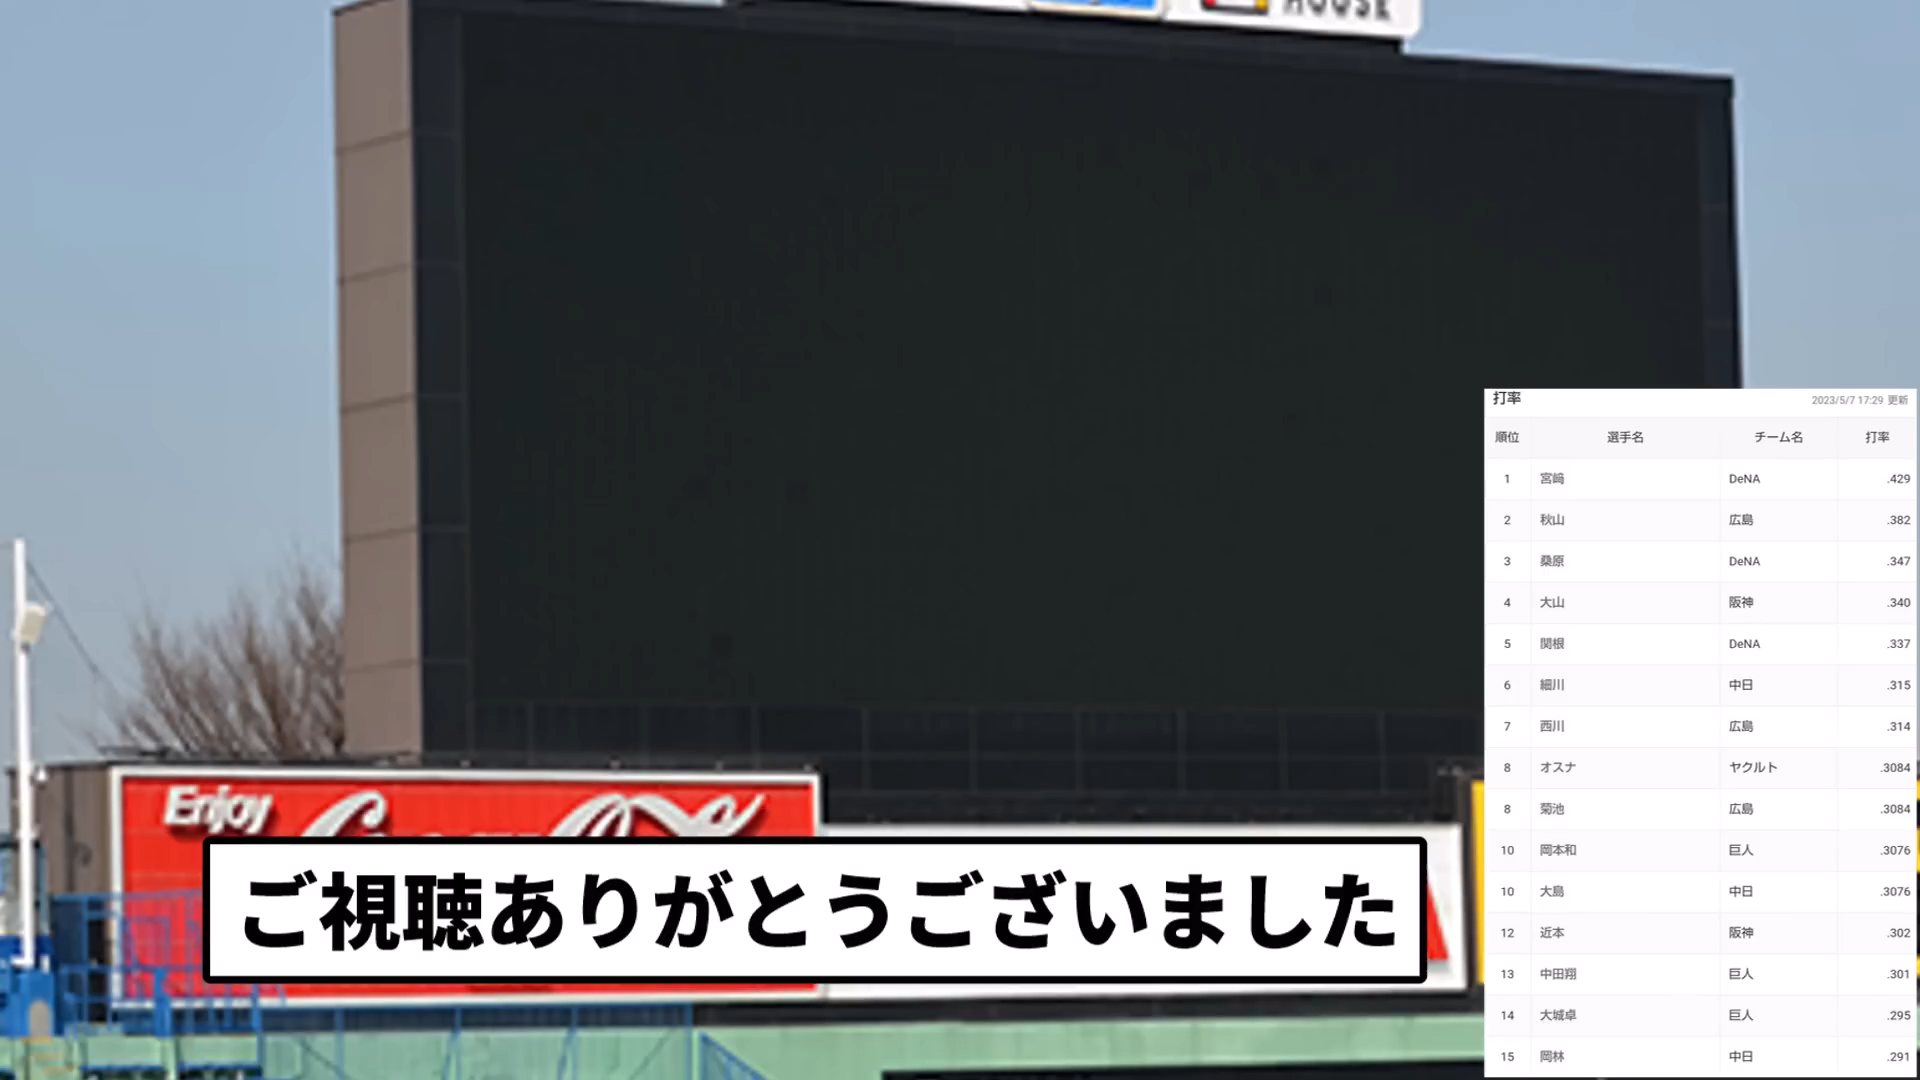 HOUSE
Enjoy
ご視聴ありがとうございました
打率 2023/5/7 17:29 更新
順位 選手名 チーム名 打率
1 宮﨑 DeNA .429
2 秋山 広島 .382
3 桑原 DeNA .347
4 大山 阪神 .340
5 関根 DeNA .337
6 細川 中日 .315
7 西川 広島 .314
8 オスナ ヤクルト .3084
8 菊池 広島 .3084
10 岡本和 巨人 .3076
10 大島 中日 .3076
12 近本 阪神 .302
13 中田翔 巨人 .301
14 大城卓 巨人 .295
15 岡林 中日 .291